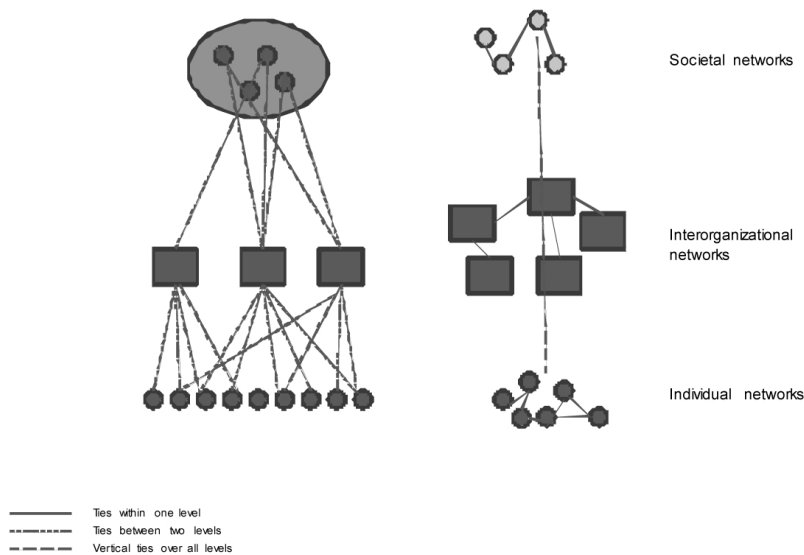 Societal networks
Interorganizational
networks
Individual networks
Ties within one level
Ties between two levels
Vertical ties over all levels